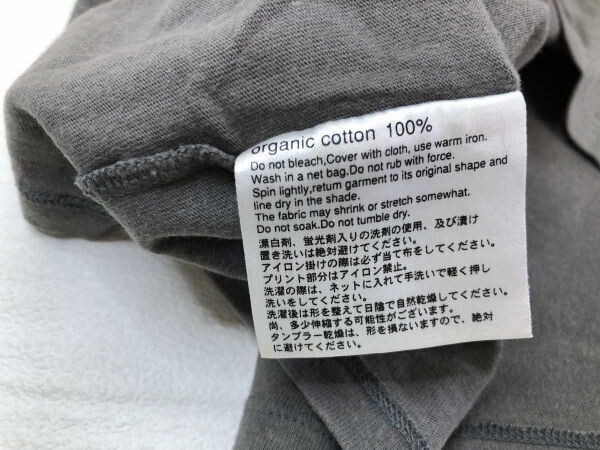 organic cotton 100%
Do not bleach,Cover with cloth, use warm iron.
Wash in a net bag.Do not rub with force.
Spin lightly,return garment to its original shape and
line dry in the shade.
The fabric may shrink or stretch somewhat.
Do not soak.Do not tumble dry.
漂白剤、蛍光剤入りの洗剤の使用、及び漬け
置き洗いは絶対避けてください。
アイロン掛けの際は必ず当て布をしてください。
プリント部分はアイロン禁止。
洗濯の際は、ネットに入れて手洗いで軽く押し
洗いをしてください。
洗濯後は形を整えて日陰で自然乾燥してください。
尚、多少伸縮する可能性がございます。
タンブラー乾燥は、形を損ないますので、絶対
に避けてください。